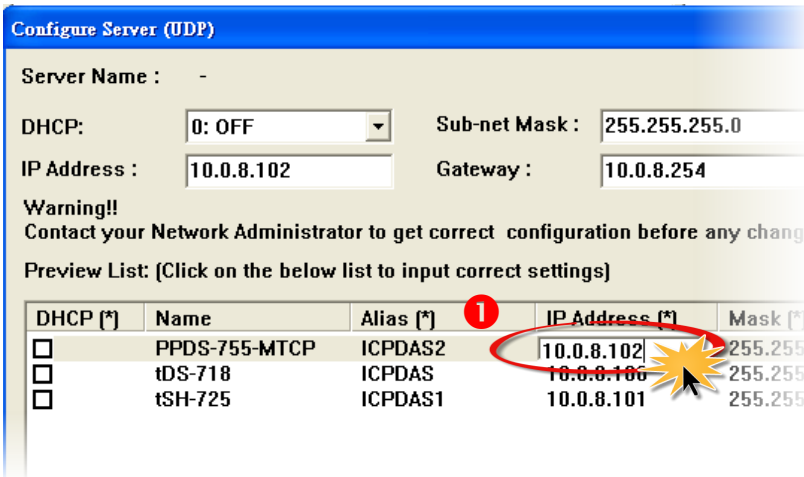 Configure Server (UDP)
Server Name : -
DHCP: 0: OFF Sub-net Mask : 255.255.255.0
IP Address : 10.0.8.102 Gateway : 10.0.8.254
Warning!!
Contact your Network Administrator to get correct configuration before any chang
Preview List: (Click on the below list to input correct settings)
1
DHCP (*) Name Alias (*) IP Address (*) Mask (*)
PPDS-755-MTCP ICPDAS2 10.0.8.102 255.255
tDS-718 ICPDAS 255.255
tSH-725 ICPDAS1 10.0.8.101 255.255